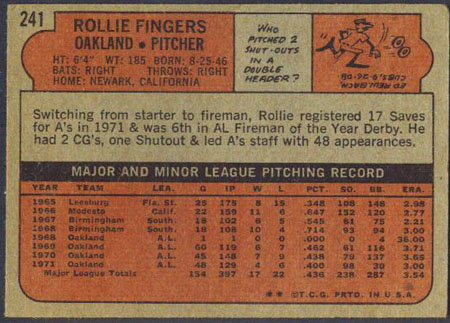 241
ROLLIE FINGERS
OAKLAND • PITCHER
HT: 6'4" WT: 185 BORN: 8-25-46
BATS: RIGHT THROWS: RIGHT
HOME: NEWARK, CALIFORNIA
WHO
PITCHED 2
SHUT-OUTS
IN A
DOUBLE
HEADER?
ED REULBACH
CUBS, 9-26-08
Switching from starter to fireman, Rollie registered 17 Saves
for A's in 1971 & was 6th in AL Fireman of the Year Derby. He
had 2 CG's, one Shutout & led A's staff with 48 appearances.
MAJOR AND MINOR LEAGUE PITCHING RECORD
YEAR TEAM LEA. G IP W L PCT. SO. BB. ERA.
1965 Leesburg Fla. St. 25 175 8 15 .348 108 148 2.98
1966 Modesto Calif. 22 159 11 6 .647 152 120 2.77
1967 Birmingham South. 18 102 6 5 .545 61 75 2.21
1968 Birmingham South. 18 108 10 4 .714 93 94 3.00
1968 Oakland A.L. 1 1 0 0 .000 0 4 36.00
1969 Oakland A.L. 60 119 6 7 .462 61 116 3.71
1970 Oakland A.L. 45 148 7 9 .438 79 137 3.65
1971 Oakland A.L. 48 129 4 6 .400 98 30 3.00
Major League Totals 154 397 17 22 .436 238 287 3.54
** ©T.C.G. PRTD. IN U.S.A.